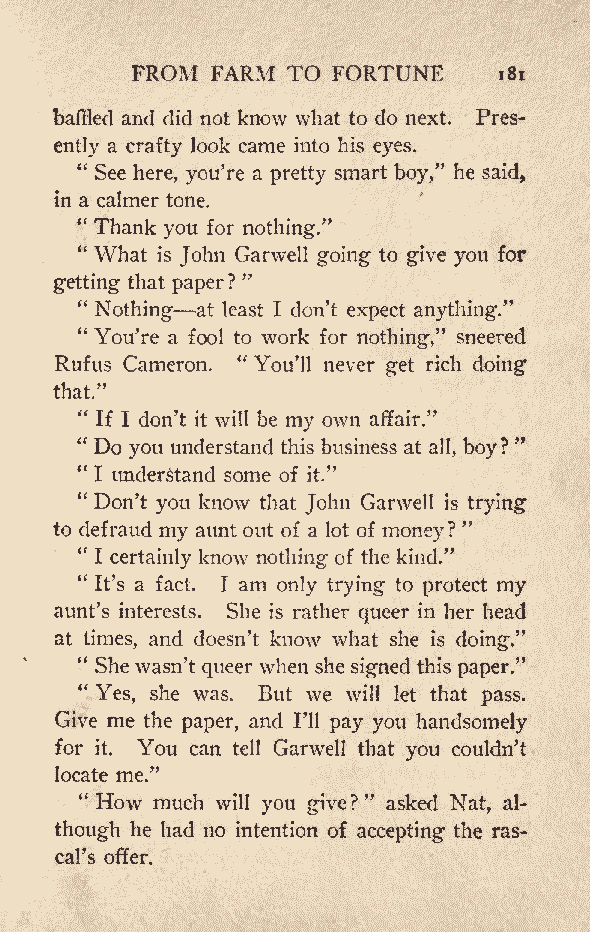 FROM FARM TO FORTUNE 181
baffled and did not know what to do next. Pres-
ently a crafty look came into his eyes.
“ See here, you’re a pretty smart boy,” he said,
in a calmer tone.
“ Thank you for nothing.”
“ What is John Garwell going to give you for
getting that paper? ”
“ Nothing—at least I don’t expect anything.”
“ You’re a fool to work for nothing,” sneered
Rufus Cameron. “ You’ll never get rich doing
that.”
“ If I don’t it will be my own affair.”
“ Do you understand this business at all, boy? ”
“ I understand some of it.”
“ Don’t you know that John Garwell is trying
to defraud my aunt out of a lot of money? ”
“ I certainly know nothing of the kind.”
“ It’s a fact. I am only trying to protect my
aunt’s interests. She is rather queer in her head
at times, and doesn’t know what she is doing.”
“ She wasn’t queer when she signed this paper.”
“ Yes, she was. But we will let that pass.
Give me the paper, and I’ll pay you handsomely
for it. You can tell Garwell that you couldn’t
locate me.”
“ How much will you give? ” asked Nat, al-
though he had no intention of accepting the ras-
cal’s offer.